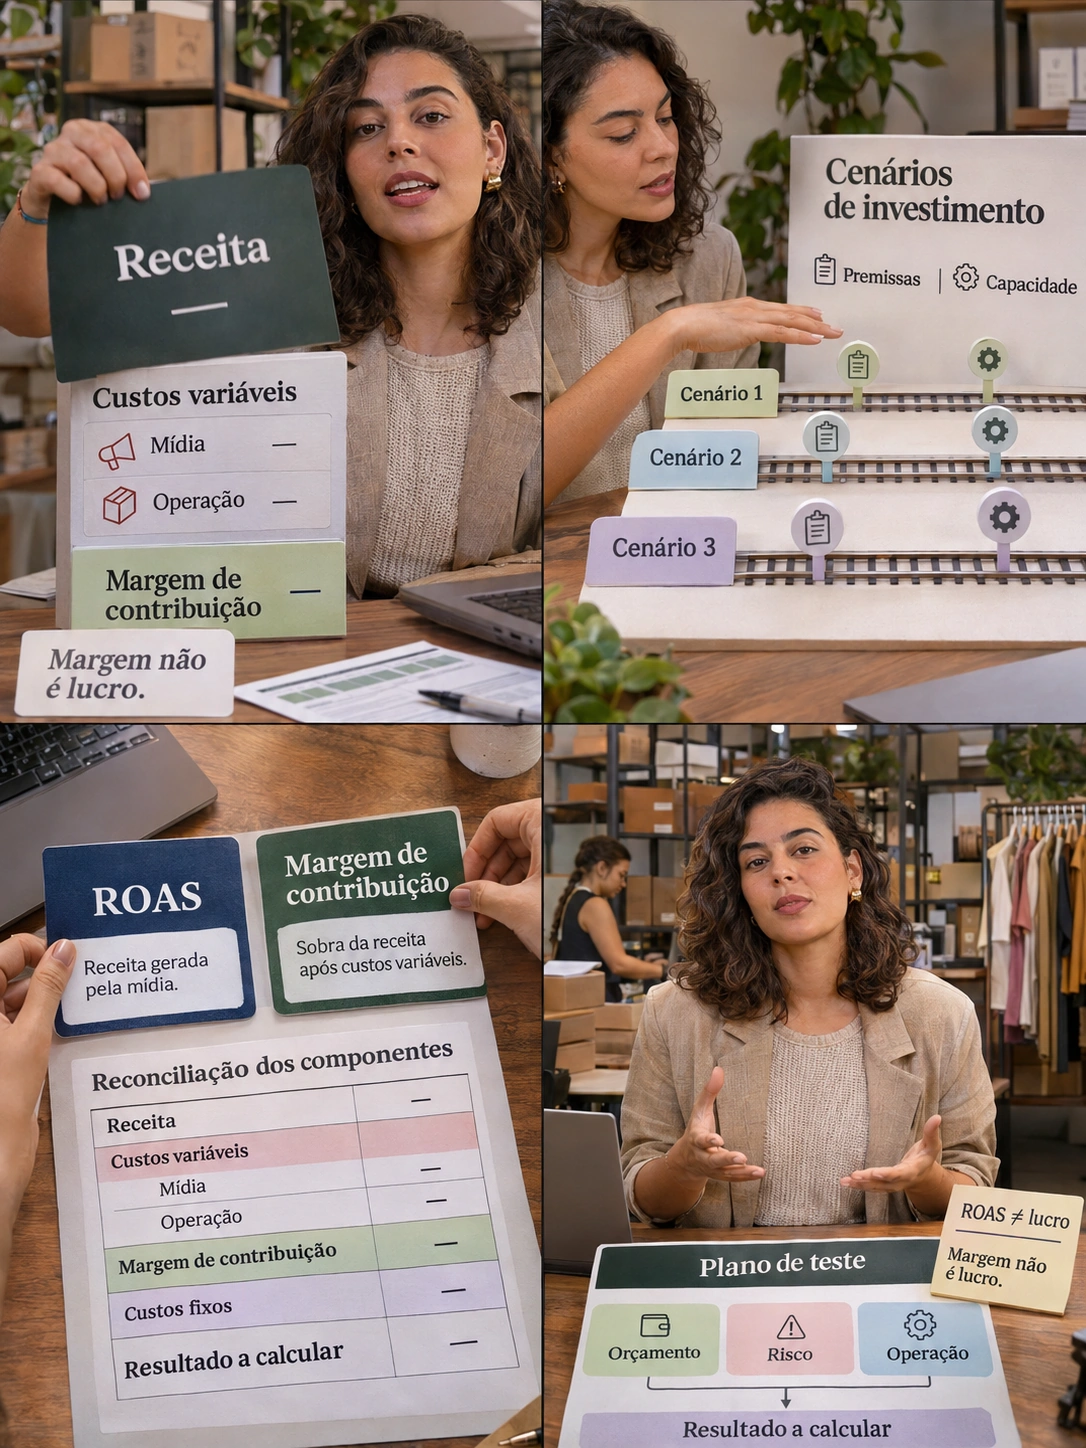 Receita
—
Custos variáveis
Mídia —
Operação —
Margem de
contribuição —
Margem não
é lucro.
Cenários
de investimento
Premissas | Capacidade
Cenário 1
Cenário 2
Cenário 3
ROAS
Receita gerada
pela mídia.
Margem de
contribuição
Sobra da receita
após custos variáveis.
Reconciliação dos componentes
Receita —
Custos variáveis
Mídia —
Operação —
Margem de contribuição —
Custos fixos —
Resultado a calcular —
ROAS ≠ lucro
Margem não
é lucro.
Plano de teste
Orçamento
Risco
Operação
Resultado a calcular